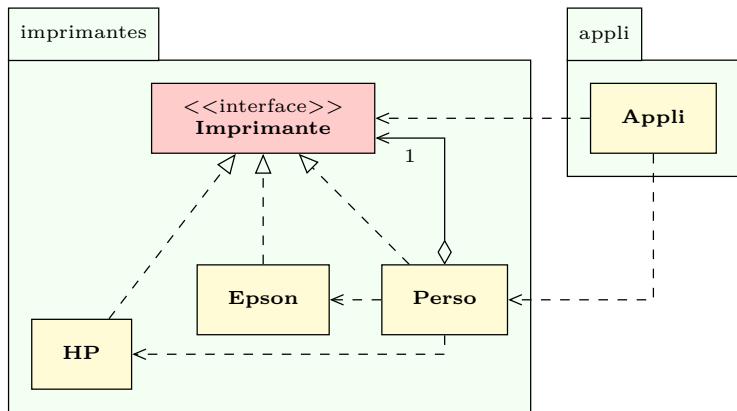 imprimantes
appli
<<interface>>
Imprimante
Appli
1
Epson
Perso
HP